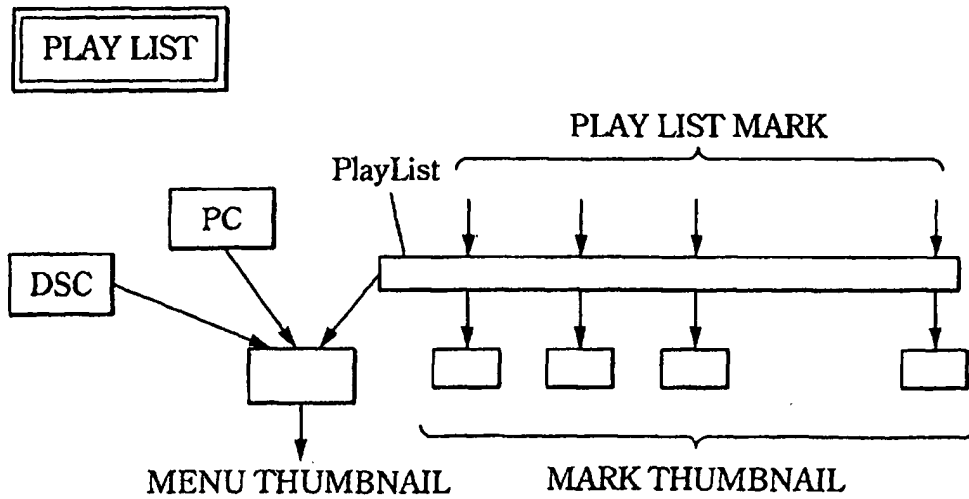 PLAY LIST
PLAY LIST MARK
PlayList
PC
DSC
MENU THUMBNAIL
MARK THUMBNAIL